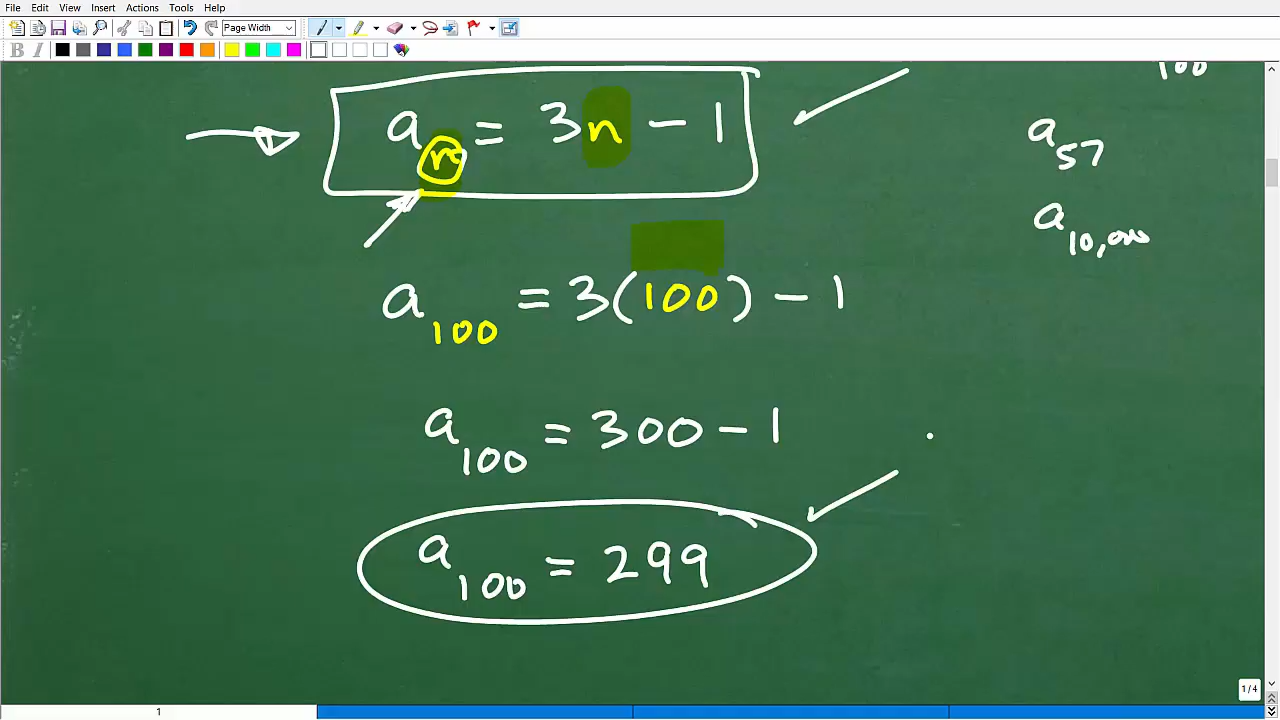 File Edit View Insert Actions Tools Help
Page Width
B I
100
aₙ = 3n - 1
a₅₇
a₁₀,₀₀₀
a₁₀₀ = 3(100) - 1
a₁₀₀ = 300 - 1
a₁₀₀ = 299
1/4
1